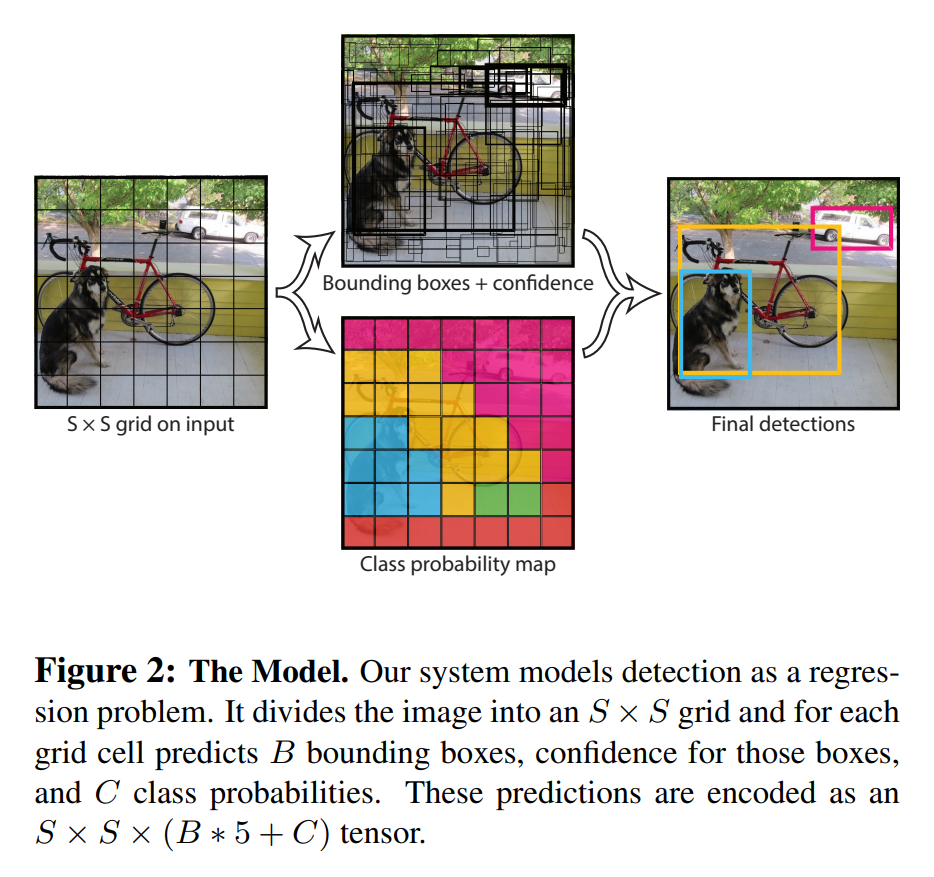 Bounding boxes + confidence
S × S grid on input
Final detections
Class probability map
Figure 2: The Model. Our system models detection as a regres-
sion problem. It divides the image into an S × S grid and for each
grid cell predicts B bounding boxes, confidence for those boxes,
and C class probabilities. These predictions are encoded as an
S × S × (B ∗ 5 + C) tensor.